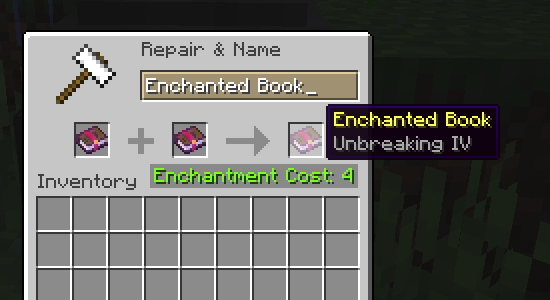 Repair & Name
Enchanted Book_
Enchanted Book
Unbreaking IV
Enchantment Cost: 4
Inventory